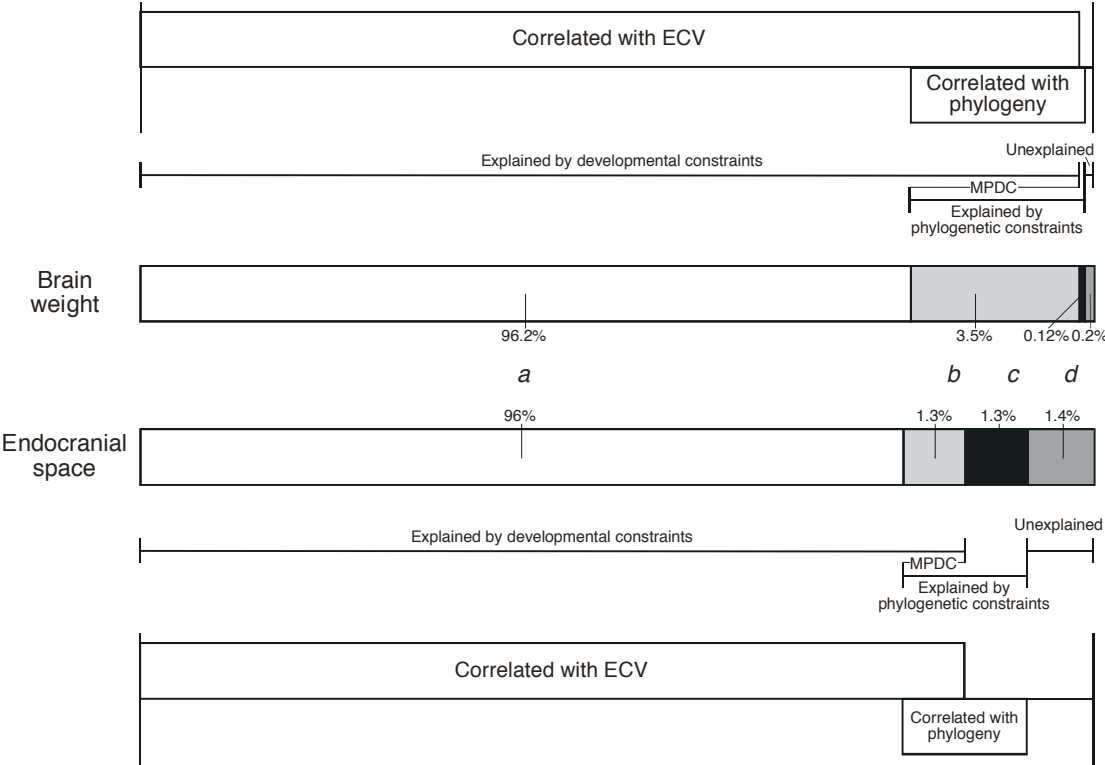 Correlated with ECV
Correlated with
phylogeny
Unexplained
Explained by developmental constraints
MPDC
Explained by
phylogenetic constraints
Brain
weight
96.2%
3.5%
0.12%
0.2%
a
b
c
d
96%
1.3%
1.3%
1.4%
Endocranial
space
Unexplained
Explained by developmental constraints
MPDC
Explained by
phylogenetic constraints
Correlated with ECV
Correlated with
phylogeny